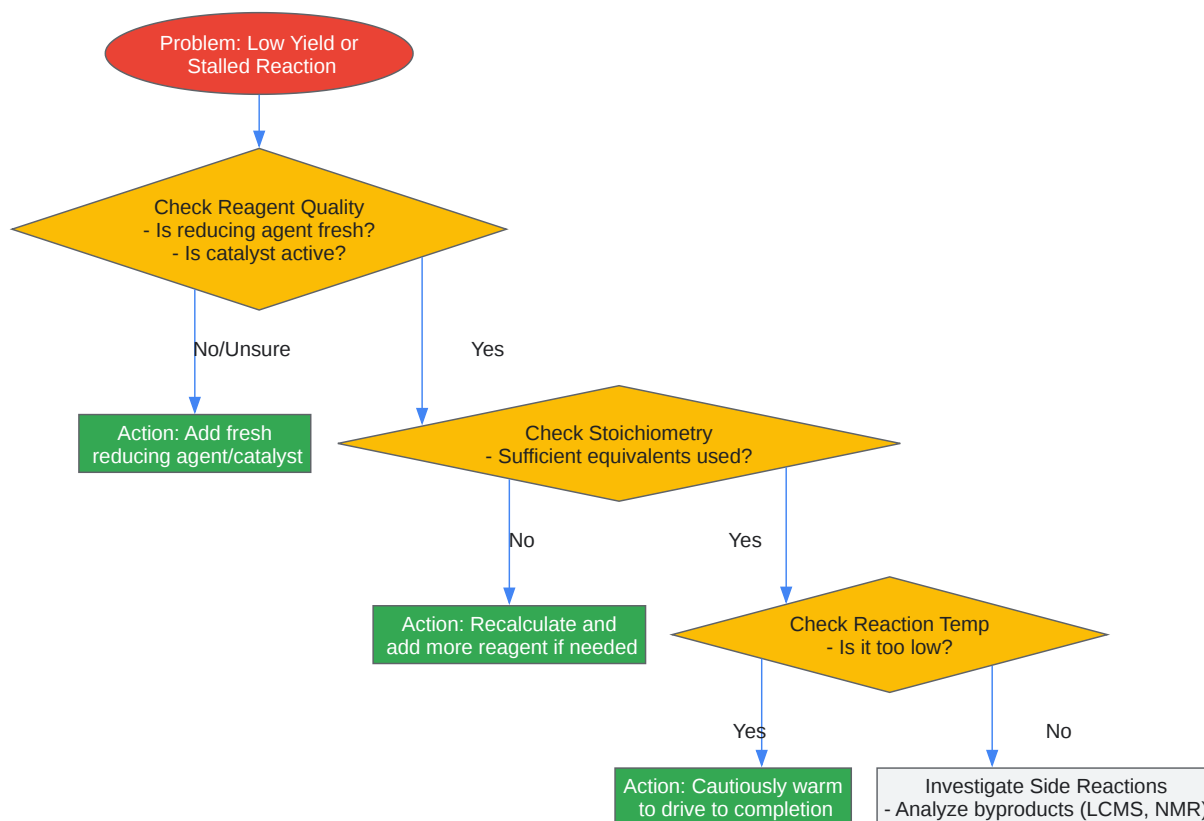 Problem: Low Yield or
Stalled Reaction
Check Reagent Quality
- Is reducing agent fresh?
- Is catalyst active?
No/Unsure
Yes
Action: Add fresh
reducing agent/catalyst
Check Stoichiometry
- Sufficient equivalents used?
No
Yes
Action: Recalculate and
add more reagent if needed
Check Reaction Temp
- Is it too low?
Yes
No
Action: Cautiously warm
to drive to completion
Investigate Side Reactions
- Analyze byproducts (LCMS, NMR)